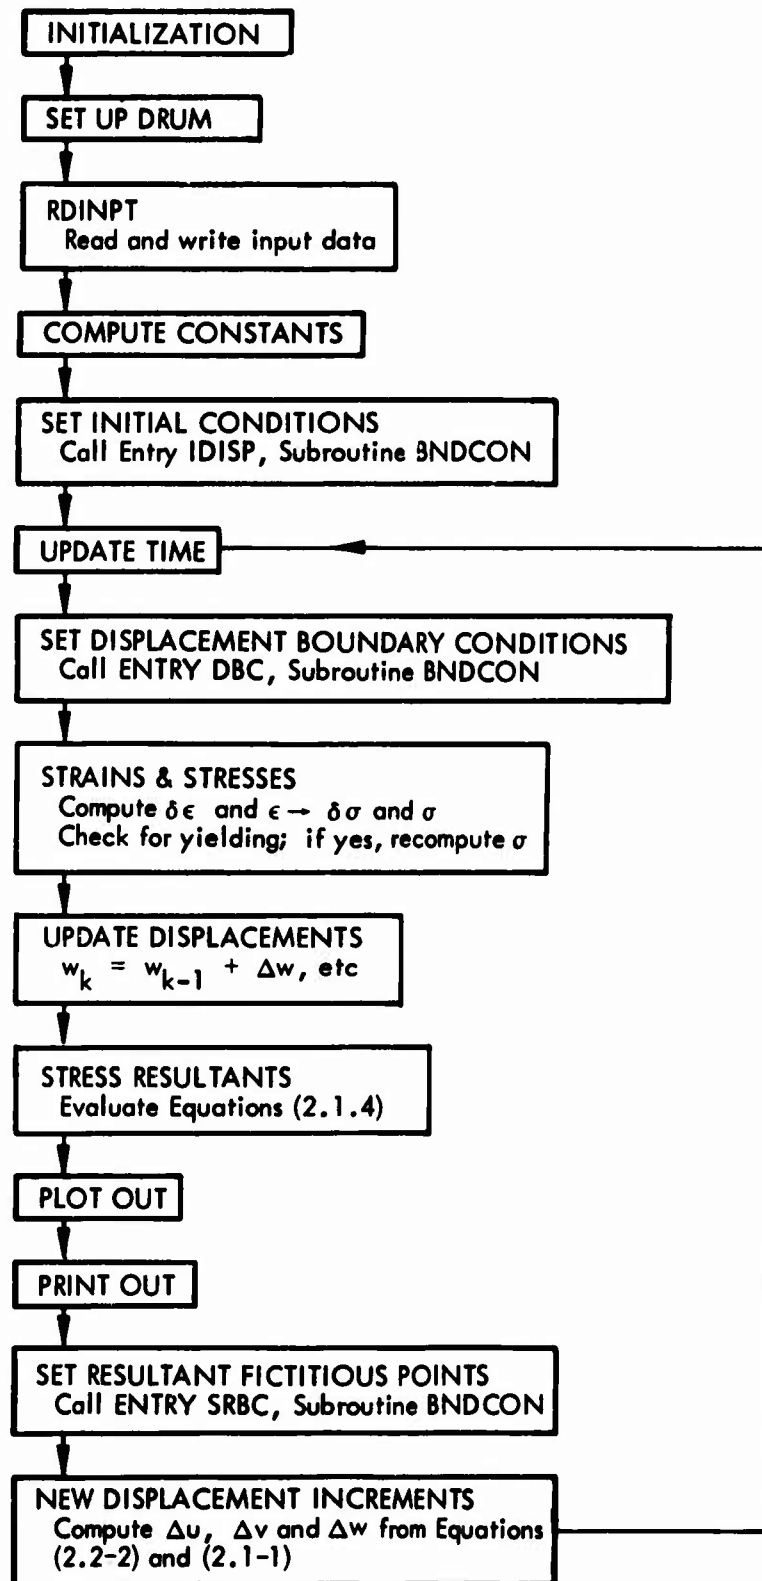 INITIALIZATION
SET UP DRUM
RDINPT
Read and write input data
COMPUTE CONSTANTS
SET INITIAL CONDITIONS
Call Entry IDISP, Subroutine BNDCON
UPDATE TIME
SET DISPLACEMENT BOUNDARY CONDITIONS
Call ENTRY DBC, Subroutine BNDCON
STRAINS & STRESSES
Compute δϵ and ϵ → δσ and σ
Check for yielding; if yes, recompute σ
UPDATE DISPLACEMENTS
w_k = w_{k-1} + Δw, etc
STRESS RESULTANTS
Evaluate Equations (2.1.4)
PLOT OUT
PRINT OUT
SET RESULTANT FICTITIOUS POINTS
Call ENTRY SRBC, Subroutine BNDCON
NEW DISPLACEMENT INCREMENTS
Compute Δu, Δv and Δw from Equations
(2.2-2) and (2.1-1)